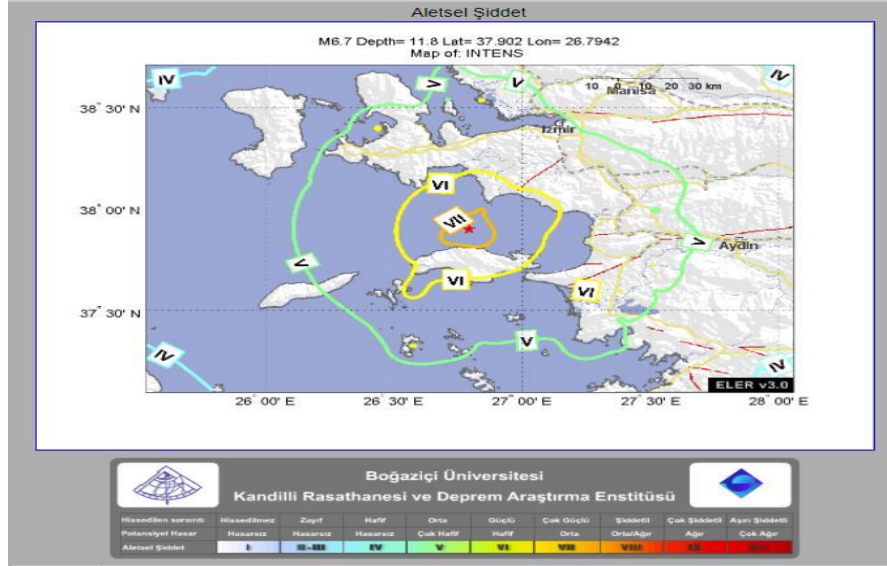 Aletsel Şiddet
M6.7 Depth= 11.8 Lat= 37.902 Lon= 26.7942
Map of: INTENS
IV
V
V
IV
10 0 10 20 30 km
Manisa
38° 30' N
Izmir
VI
38° 00' N
VII
V
Aydin
V
VI
VI
37° 30' N
V
IV
IV
ELER v3.0
26° 00' E
26° 30' E
27° 00' E
27° 30' E
28° 00' E
Boğaziçi Üniversitesi
Kandilli Rasathanesi ve Deprem Araştırma Enstitüsü
Hissedilen sarsıntı Hissedilmez Zayıf Hafif Orta Güçlü Çok Güçlü Şiddetli Çok Şiddetli Aşırı Şiddetli
Potansiyel Hasar Hasarsız Hasarsız Hasarsız Çok Hafif Hafif Orta Orta/Ağır Ağır Çok Ağır
Aletsel Şiddet I II-III IV V VI VII VIII IX